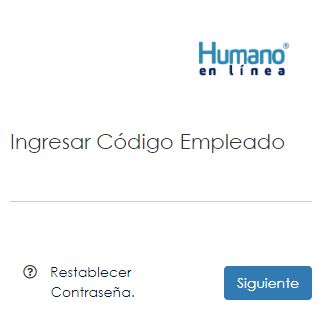 Humano®
en línea
Ingresar Código Empleado
Restablecer
Contraseña.
Siguiente